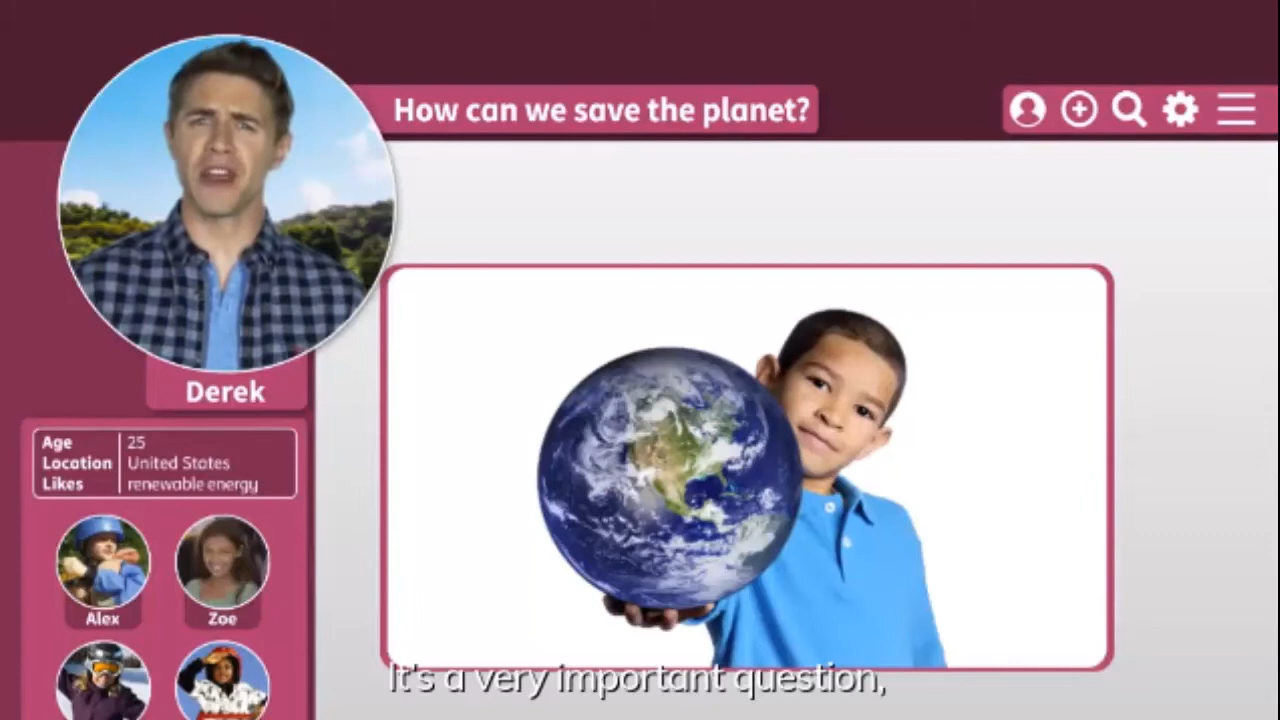 How can we save the planet?
Derek
Age 25
Location United States
Likes renewable energy
Alex Zoe
It's a very important question,